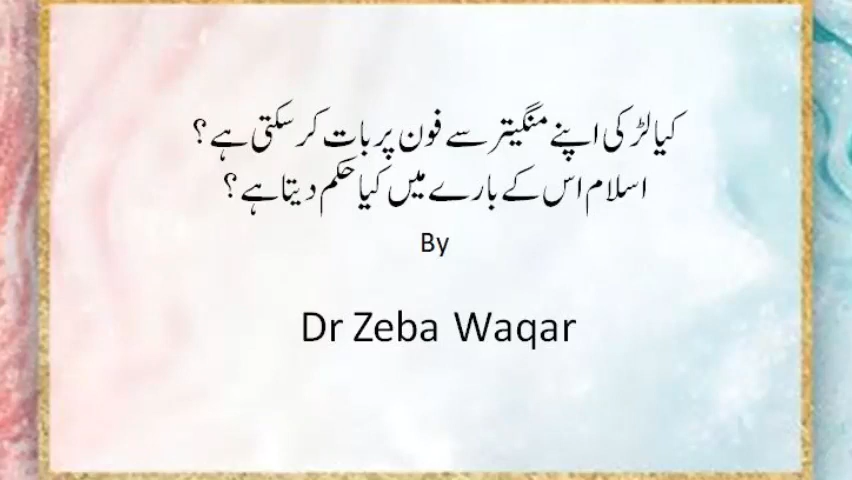 کیا لڑکی اپنے منگیتر سے فون پر بات کر سکتی ہے ؟
اسلام اس کے بارے میں کیا حکم دیتا ہے ؟
By
Dr Zeba Waqar